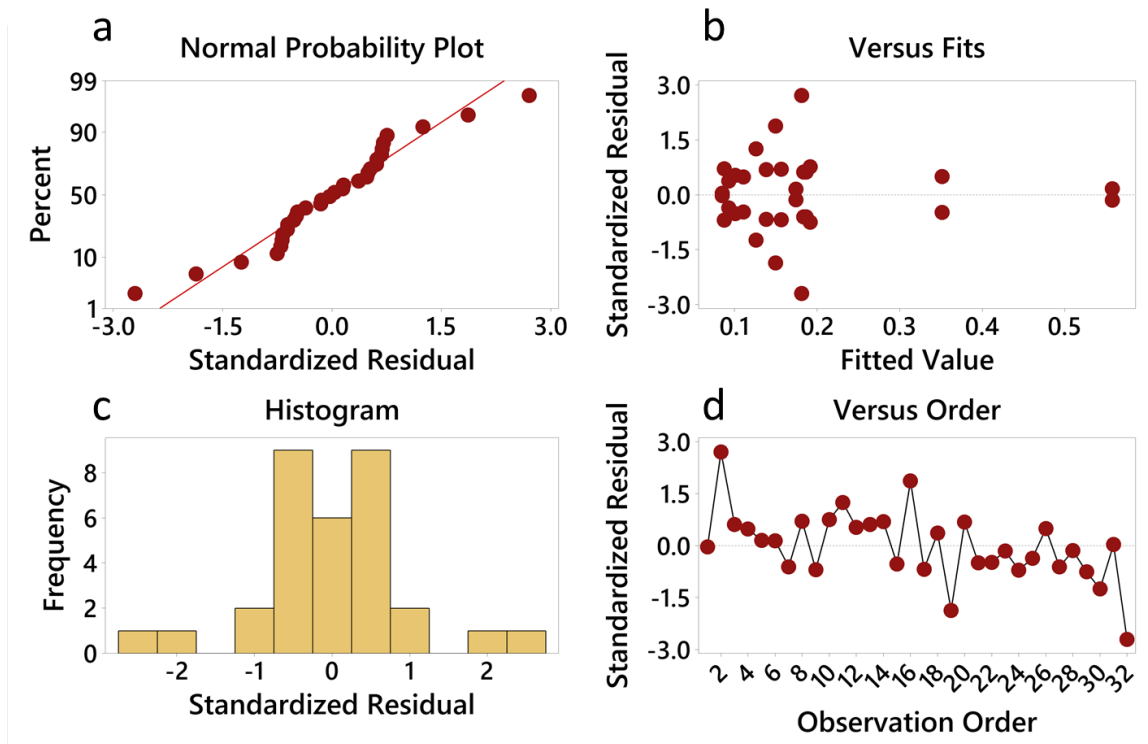 a
Normal Probability Plot
Percent
99
90
50
10
1
-3.0 -1.5 0.0 1.5 3.0
Standardized Residual
b
Versus Fits
Standardized Residual
3.0
1.5
0.0
-1.5
-3.0
0.1 0.2 0.3 0.4 0.5
Fitted Value
c
Histogram
Frequency
8
6
4
2
0
-2 -1 0 1 2
Standardized Residual
d
Versus Order
Standardized Residual
3.0
1.5
0.0
-1.5
-3.0
2 4 6 8 10 12 14 16 18 20 22 24 26 28 30 32
Observation Order